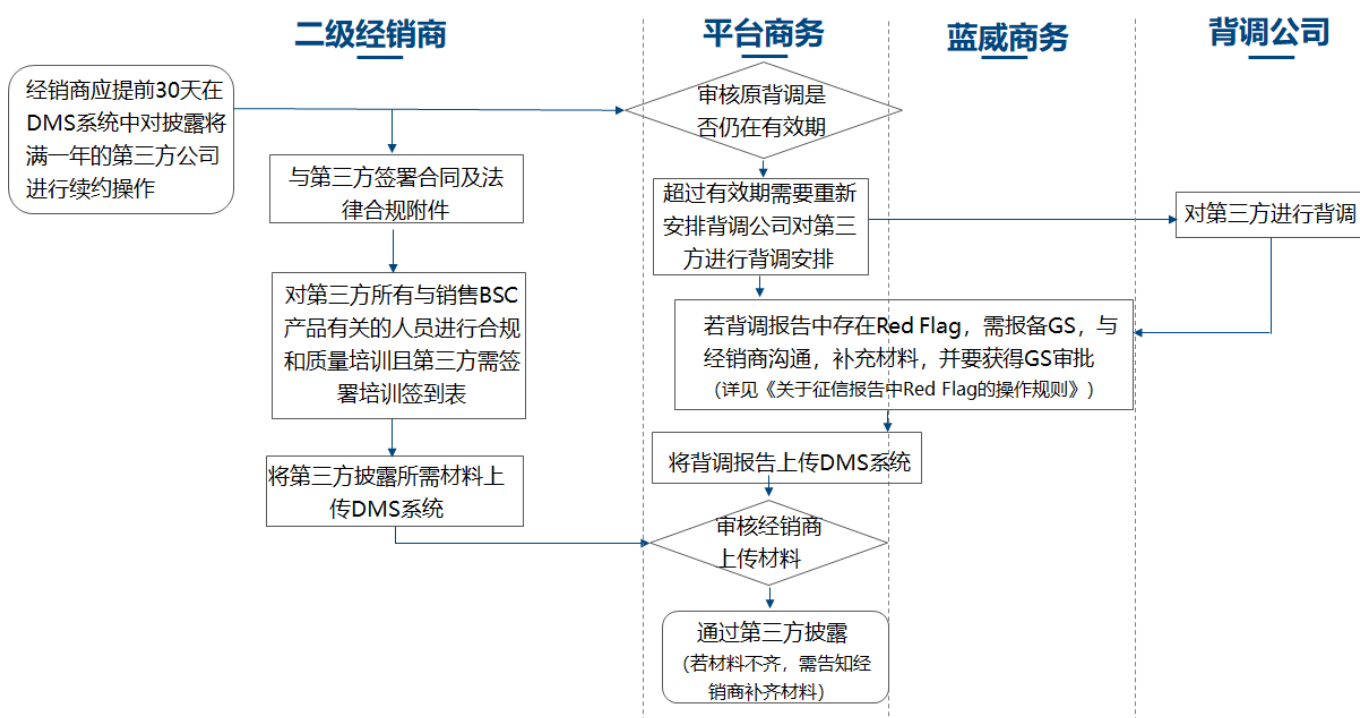 二级经销商
平台商务
蓝威商务
背调公司
经销商应提前30天在
DMS系统中对披露将
满一年的第三方公司
进行续约操作
审核原背调是
否仍在有效期
与第三方签署合同及法
律合规附件
超过有效期需要重新
安排背调公司对第三
方进行背调安排
对第三方进行背调
对第三方所有与销售BSC
产品有关的人员进行合规
和质量培训且第三方需签
署培训签到表
若背调报告中存在Red Flag，需报备GS，与
经销商沟通，补充材料，并要获得GS审批
（详见《关于征信报告中Red Flag的操作规则》）
将第三方披露所需材料上
传DMS系统
将背调报告上传DMS系统
审核经销商
上传材料
通过第三方披露
（若材料不齐，需告知经
销商补齐材料）